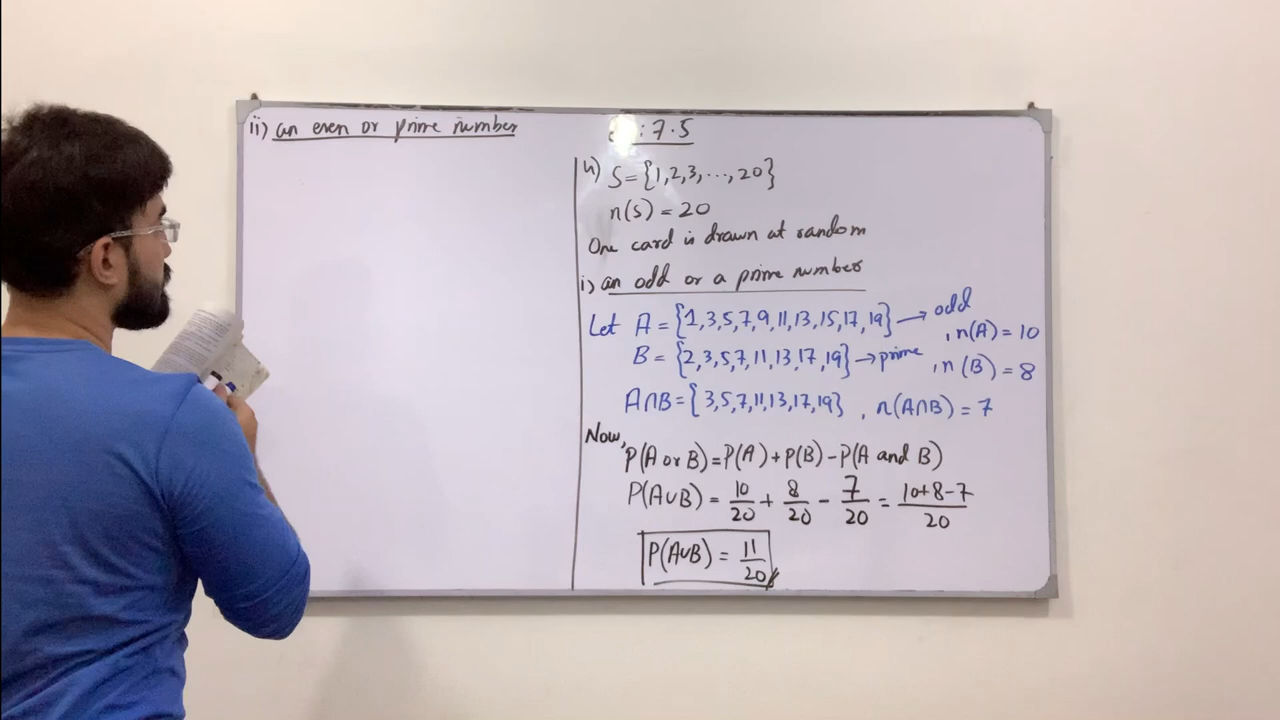 ii) an even or prime number
: 7.5
4) S = {1,2,3,...,20}
n(s) = 20
One card is drawn at random
i) an odd or a prime number
Let A = {1,3,5,7,9,11,13,15,17,19} → odd , n(A) = 10
B = {2,3,5,7,11,13,17,19} → prime , n(B) = 8
A∩B = {3,5,7,11,13,17,19} , n(A∩B) = 7
Now,
P(A or B) = P(A) + P(B) - P(A and B)
P(A∪B) = 10/20 + 8/20 - 7/20 = 10+8-7/20
P(A∪B) = 11/20